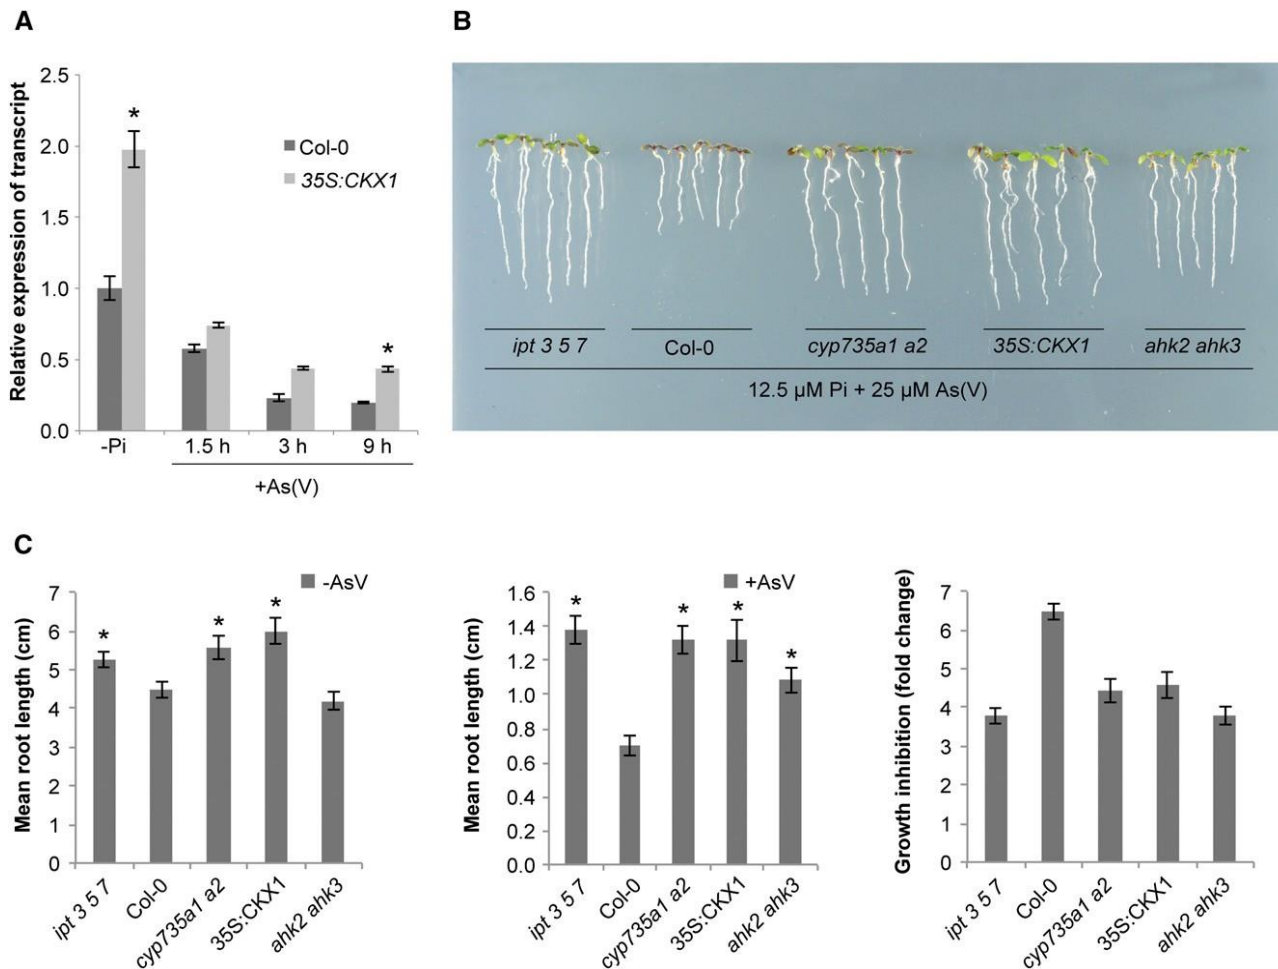 A
Relative expression of transcript
2.5
2.0
1.5
1.0
0.5
0.0
*
*
Col-0
35S:CKX1
-Pi 1.5 h 3 h 9 h
+As(V)
B
ipt 3 5 7 Col-0 cyp735a1 a2 35S:CKX1 ahk2 ahk3
12.5 µM Pi + 25 µM As(V)
C
Mean root length (cm)
7
6
5
4
3
2
1
0
-AsV
* * *
ipt 3 5 7 Col-0 cyp735a1 a2 35S:CKX1 ahk2 ahk3
Mean root length (cm)
1.6
1.4
1.2
1.0
0.8
0.6
0.4
0.2
0.0
+AsV
* * * *
ipt 3 5 7 Col-0 cyp735a1 a2 35S:CKX1 ahk2 ahk3
Growth inhibition (fold change)
7
6
5
4
3
2
1
0
ipt 3 5 7 Col-0 cyp735a1 a2 35S:CKX1 ahk2 ahk3